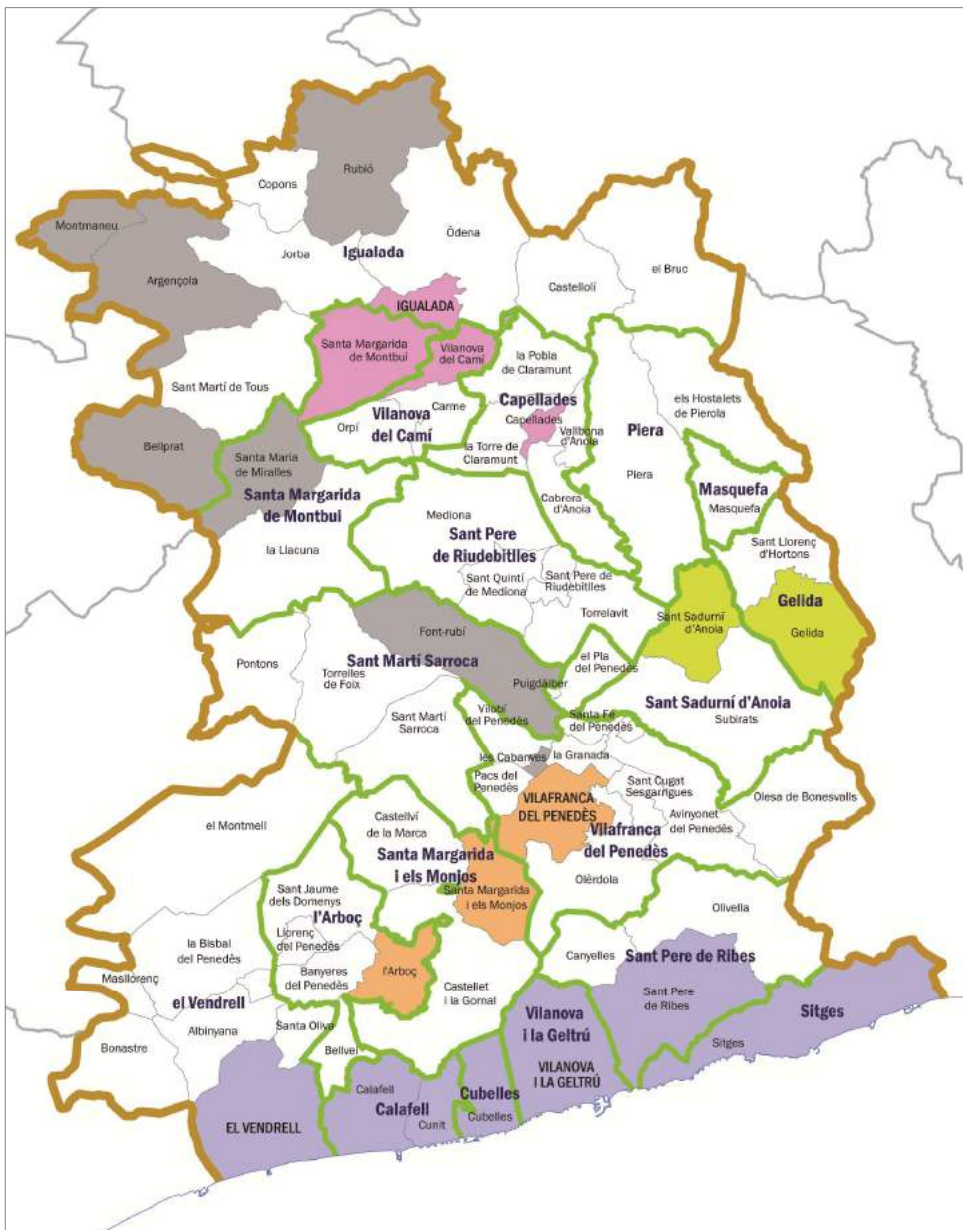 Rubió
Copons
Montmaneu
Òdena
Jorba
Igualada
el Bruc
Argençola
Castellolí
IGUALADA
Santa Margarida
de Montbui
Vilanova
del Camí
la Pobla
de Claramunt
Sant Martí de Tous
els Hostalets
de Pierola
Capellades
Carme
Vilanova
del Camí
Orpí
Capellades
Vallbona
d'Anoia
Piera
Bellprat
la Torre de
Claramunt
Santa Maria
de Miralles
Piera
Masquefa
Masquefa
Santa Margarida
de Montbui
Cabrera
d'Anoia
Mediona
Sant Pere
de Riudebitlles
Sant Llorenç
d'Hortons
la Llacuna
Sant Quintí
de Mediona
Sant Pere de
Riudebitlles
Gelida
Torrelavit
Sant Sadurní
d'Anoia
Gelida
Font-rubí
Pontons
Sant Martí Sarroca
Torrelles
de Foix
el Pla
del Penedès
Puigdàlber
Sant Sadurní d'Anoia
Subirats
Sant Martí
Sarroca
Vilobí
del Penedès
Santa Fe
del Penedès
les Cabanyes
la Granada
Pacs del
Penedès
Sant Cugat
Sesgarrigues
VILAFRANCA
DEL PENEDÈS
Olesa de Bonesvalls
el Montmell
Castellví
de la Marca
Avinyonet
del Penedès
Vilafranca
del Penedès
Santa Margarida
i els Monjos
Olèrdola
Sant Jaume
dels Domenys
Santa Margarida
i els Monjos
l'Arboç
Olivella
Llorenç
del Penedès
la Bisbal
del Penedès
Canyelles
Sant Pere de Ribes
Masllorenç
Banyeres
del Penedès
l'Arboç
Castellet
i la Gornal
el Vendrell
Sant Pere
de Ribes
Vilanova
i la Geltrú
Sitges
Albinyana
Santa Oliva
Bonastre
Bellvei
Sitges
VILANOVA
I LA GELTRÚ
Calafell
Cubelles
Calafell
Cunit
Cubelles
EL VENDRELL